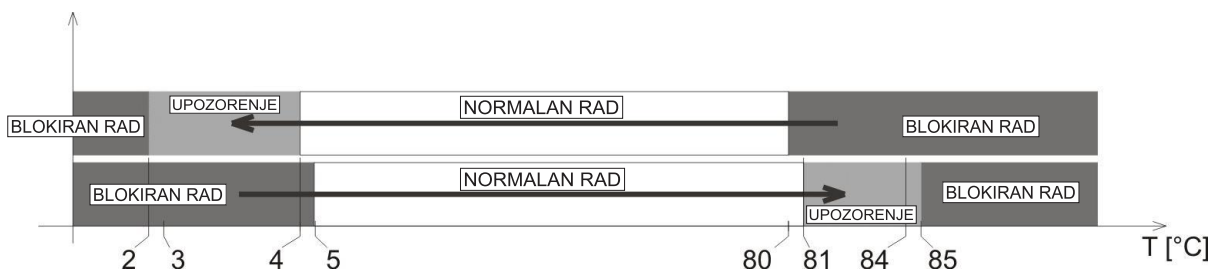 UPOZORENJE
NORMALAN RAD
BLOKIRAN RAD
BLOKIRAN RAD
BLOKIRAN RAD
NORMALAN RAD
UPOZORENJE
BLOKIRAN RAD
2 3 4 5 80 81 84 85
T [°C]